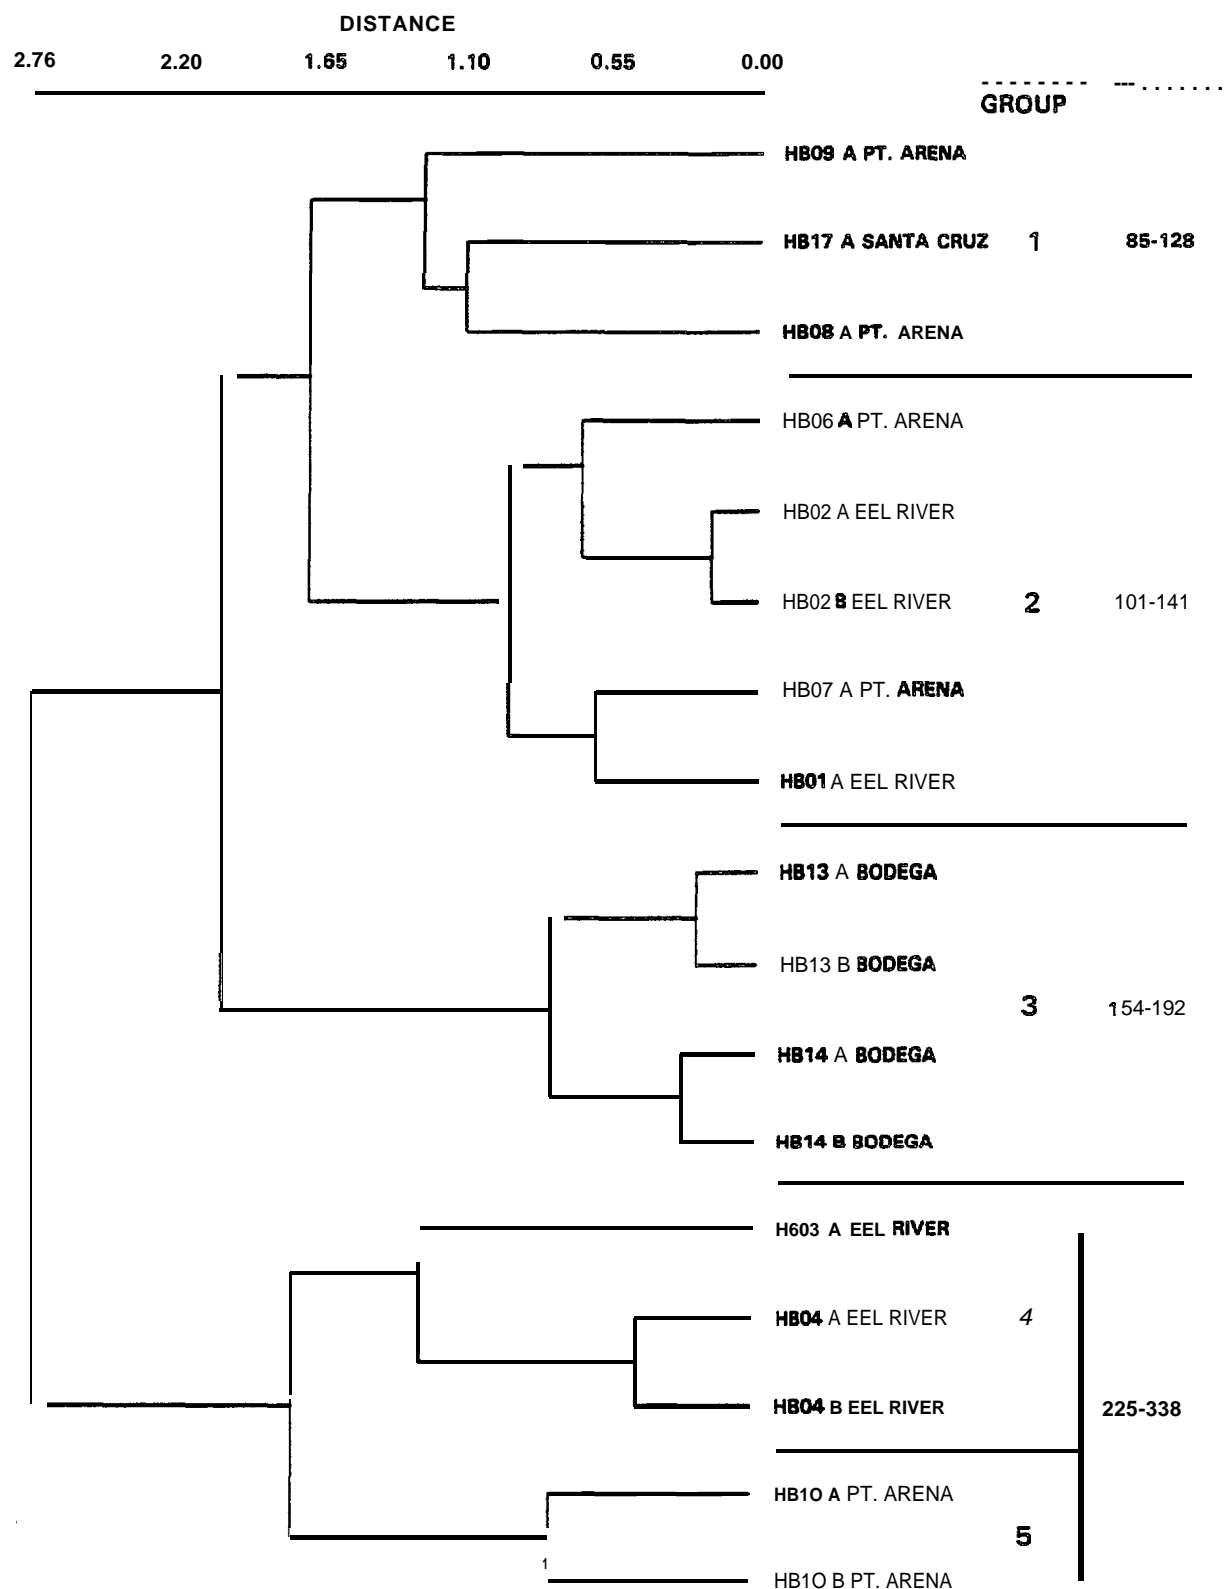 DISTANCE
2.76 2.20 1.65 1.10 0.55 0.00
GROUP
HB09 A PT. ARENA
HB17 A SANTA CRUZ 1 85-128
HB08 A PT. ARENA
HB06 A PT. ARENA
HB02 A EEL RIVER
HB02 B EEL RIVER 2 101-141
HB07 A PT. ARENA
HB01 A EEL RIVER
HB13 A BODEGA
HB13 B BODEGA
3 154-192
HB14 A BODEGA
HB14 B BODEGA
H603 A EEL RIVER
HB04 A EEL RIVER 4
HB04 B EEL RIVER 225-338
HB1O A PT. ARENA
5
1
HB1O B PT. ARENA